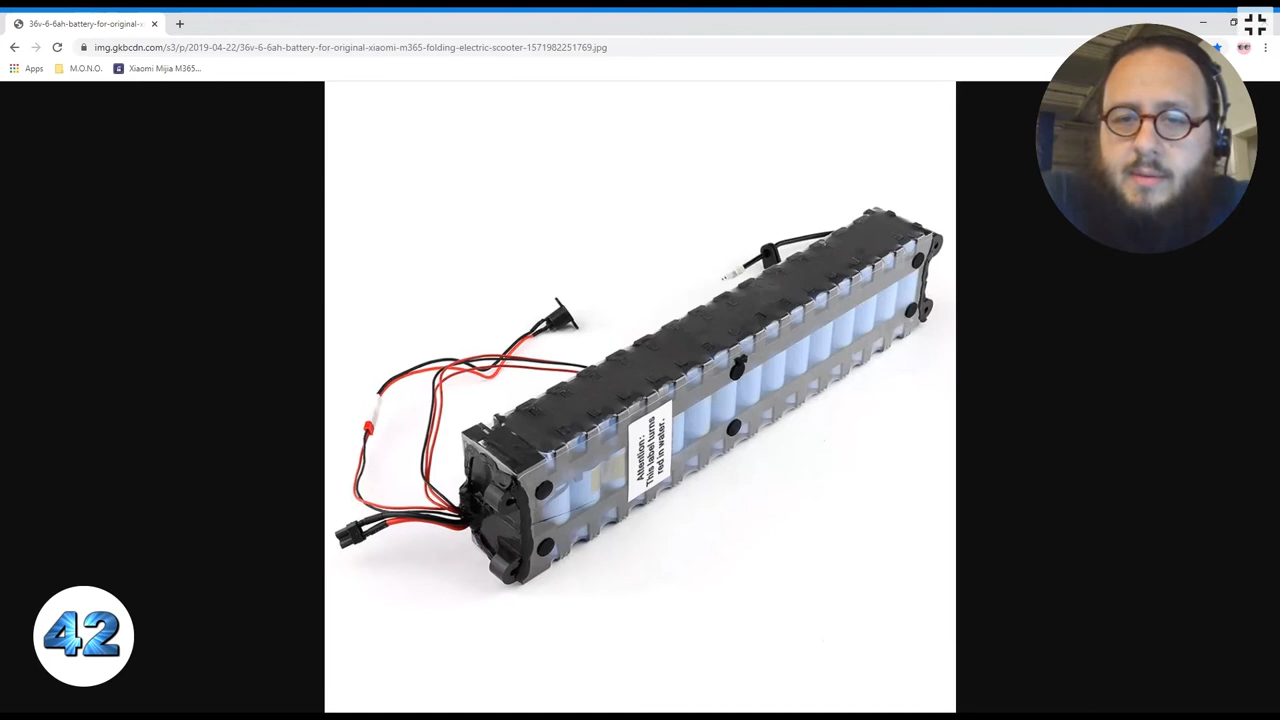 36v-6-6ah-battery-for-original-x
img.gkbcdn.com/s3/p/2019-04-22/36v-6-6ah-battery-for-original-xiaomi-m365-folding-electric-scooter-1571982251769.jpg
Apps
M.O.N.O.
Xiaomi Mijia M365...
Attention:
This label turns
red in water.
42